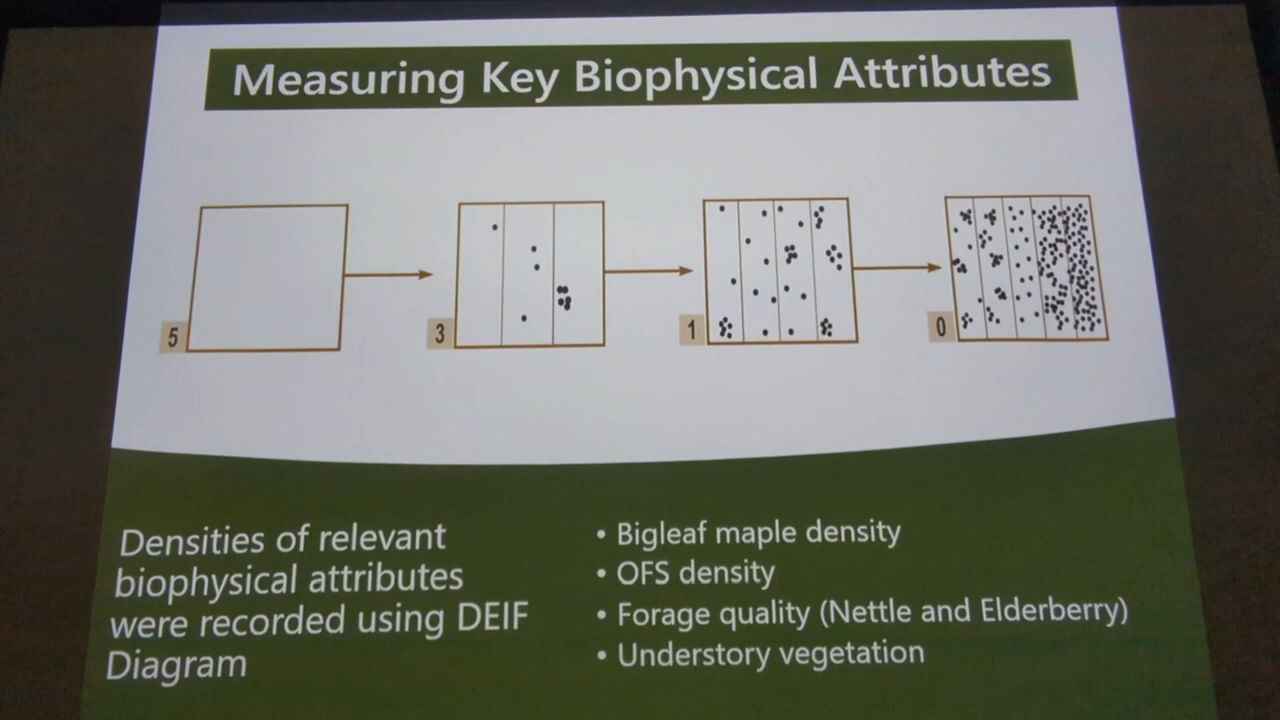 Measuring Key Biophysical Attributes
5
3
1
0
Densities of relevant
biophysical attributes
were recorded using DEIF
Diagram
• Bigleaf maple density
• OFS density
• Forage quality (Nettle and Elderberry)
• Understory vegetation